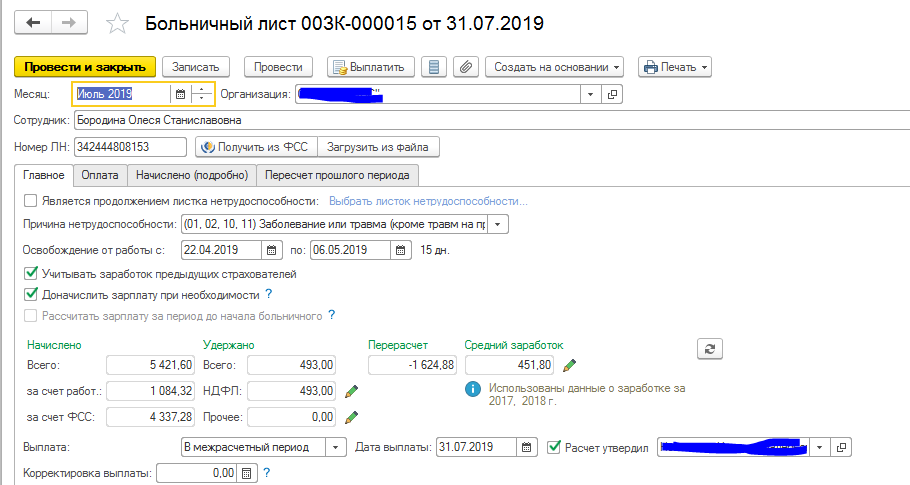 Больничный лист 003К-000015 от 31.07.2019
Провести и закрыть Записать Провести Выплатить Создать на основании Печать
Месяц: Июль 2019 Организация:
Сотрудник: Бородина Олеся Станиславовна
Номер ЛН: 342444808153 Получить из ФСС Загрузить из файла
Главное Оплата Начислено (подробно) Пересчет прошлого периода
Является продолжением листка нетрудоспособности: Выбрать листок нетрудоспособности...
Причина нетрудоспособности: (01, 02, 10, 11) Заболевание или травма (кроме травм на пр
Освобождение от работы с: 22.04.2019 по: 06.05.2019 15 дн.
Учитывать заработок предыдущих страхователей
Доначислить зарплату при необходимости ?
Рассчитать зарплату за период до начала больничного ?
Начислено Удержано Перерасчет Средний заработок
Всего: 5 421,60 Всего: 493,00 -1 624,88 451,80
за счет работ.: 1 084,32 НДФЛ: 493,00 Использованы данные о заработке за
2017, 2018 г.
за счет ФСС: 4 337,28 Прочее: 0,00
Выплата: В межрасчетный период Дата выплаты: 31.07.2019 Расчет утвердил
Корректировка выплаты: 0,00 ?